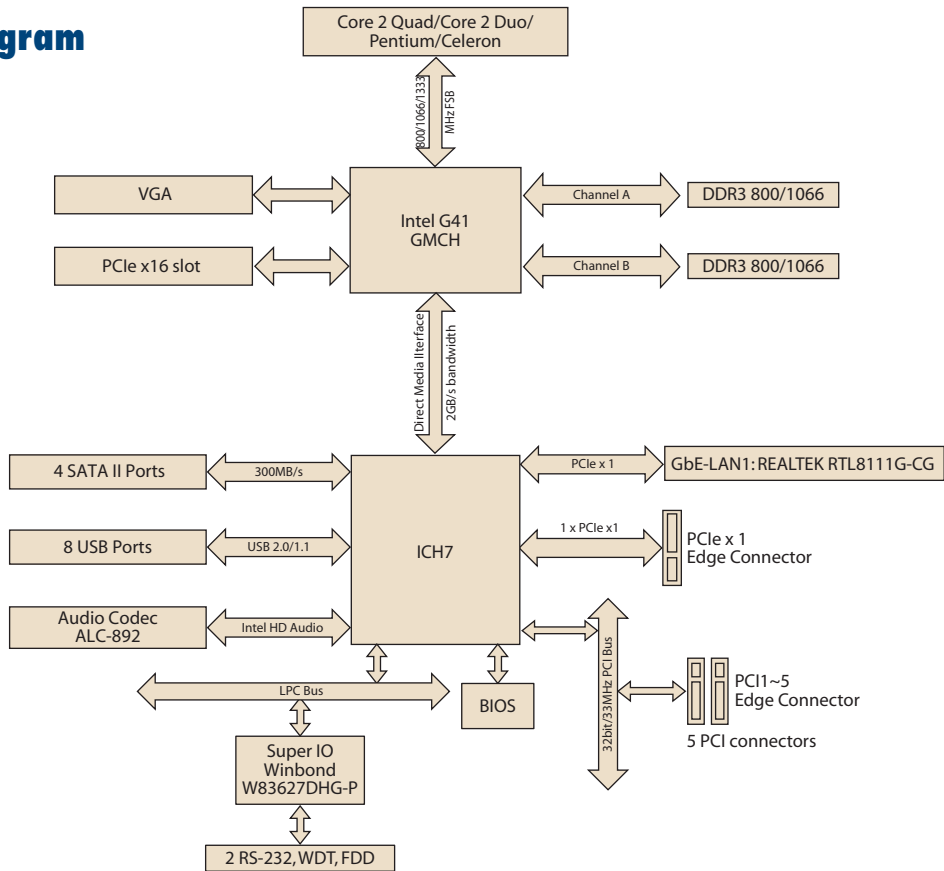 gram
Core 2 Quad/Core 2 Duo/
Pentium/Celeron
800/1066/1333
MHz FSB
VGA
PCIe x16 slot
Intel G41
GMCH
Channel A
DDR3 800/1066
Channel B
DDR3 800/1066
Direct Media IIterface
2GB/s bandwidth
4 SATA II Ports
300MB/s
8 USB Ports
USB 2.0/1.1
Audio Codec
ALC-892
Intel HD Audio
ICH7
PCIe x 1
GbE-LAN1: REALTEK RTL8111G-CG
1 x PCIe x1
PCIe x 1
Edge Connector
32bit/33MHz PCI Bus
PCI1~5
Edge Connector
5 PCI connectors
LPC Bus
BIOS
Super IO
Winbond
W83627DHG-P
2 RS-232, WDT, FDD